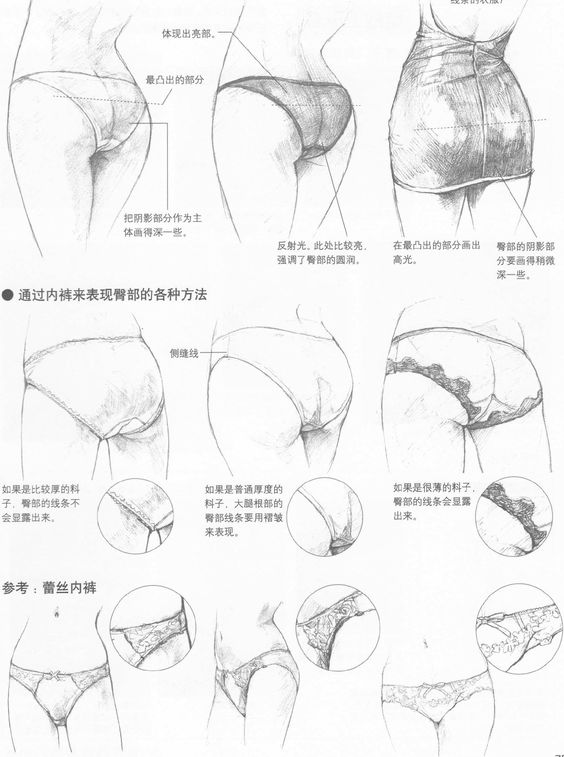 线条的衣服?
体现出亮部。
最凸出的部分
把阴影部分作为主
体画得深一些。
反射光。此处比较亮,
强调了臀部的圆润。
在最凸出的部分画出
高光。
臀部的阴影部
分要画得稍微
深一些。
● 通过内裤来表现臀部的各种方法
侧缝线
如果是比较厚的料
子,臀部的线条不
会显露出来。
如果是普通厚度的
料子,大腿根部的
臀部线条要用褶皱
来表现。
如果是很薄的料子,
臀部的线条会显露
出来。
参考:蕾丝内裤